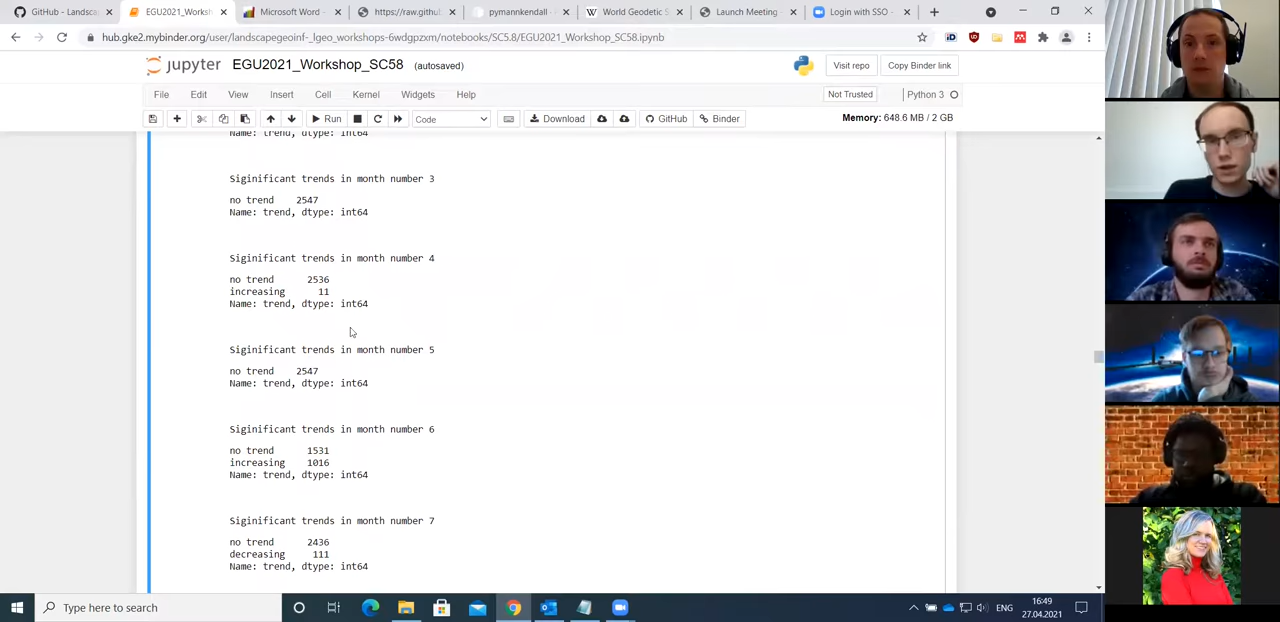 GitHub - Landsca
EGU2021_Worksh
Microsoft Word -
https://raw.githu
pymannkendall ·
World Geodetic S
Launch Meeting -
Login with SSO -
hub.gke2.mybinder.org/user/landscapegeoinf-_lgeo_workshops-6wdgpzxm/notebooks/SC5.8/EGU2021_Workshop_SC58.ipynb
jupyter EGU2021_Workshop_SC58 (autosaved)
Visit repo Copy Binder link
File Edit View Insert Cell Kernel Widgets Help
Not Trusted Python 3
Run Code Download GitHub Binder Memory: 648.6 MB / 2 GB
Name: trend, dtype: int64
Siginificant trends in month number 3
no trend 2547
Name: trend, dtype: int64
Siginificant trends in month number 4
no trend 2536
increasing 11
Name: trend, dtype: int64
Siginificant trends in month number 5
no trend 2547
Name: trend, dtype: int64
Siginificant trends in month number 6
no trend 1531
increasing 1016
Name: trend, dtype: int64
Siginificant trends in month number 7
no trend 2436
decreasing 111
Name: trend, dtype: int64
Type here to search
ENG
16:49
27.04.2021